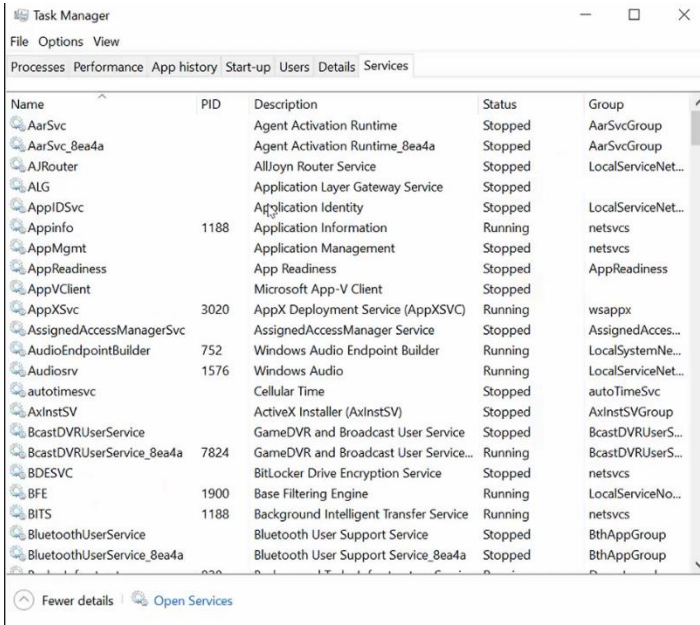 Task Manager
File Options View
Processes Performance App history Start-up Users Details Services
Name PID Description Status Group
AarSvc Agent Activation Runtime Stopped AarSvcGroup
AarSvc_8ea4a Agent Activation Runtime_8ea4a Stopped AarSvcGroup
AJRouter AllJoyn Router Service Stopped LocalServiceNet...
ALG Application Layer Gateway Service Stopped
AppIDSvc Application Identity Stopped LocalServiceNet...
Appinfo 1188 Application Information Running netsvcs
AppMgmt Application Management Stopped netsvcs
AppReadiness App Readiness Stopped AppReadiness
AppVClient Microsoft App-V Client Stopped
AppXSvc 3020 AppX Deployment Service (AppXSVC) Running wsappx
AssignedAccessManagerSvc AssignedAccessManager Service Stopped AssignedAcces...
AudioEndpointBuilder 752 Windows Audio Endpoint Builder Running LocalSystemNe...
Audiosrv 1576 Windows Audio Running LocalServiceNet...
autotimesvc Cellular Time Stopped autoTimeSvc
AxInstSV ActiveX Installer (AxInstSV) Stopped AxInstSVGroup
BcastDVRUserService GameDVR and Broadcast User Service Stopped BcastDVRUserS...
BcastDVRUserService_8ea4a 7824 GameDVR and Broadcast User Service... Running BcastDVRUserS...
BDESVC BitLocker Drive Encryption Service Stopped netsvcs
BFE 1900 Base Filtering Engine Running LocalServiceNo...
BITS 1188 Background Intelligent Transfer Service Running netsvcs
BluetoothUserService Bluetooth User Support Service Stopped BthAppGroup
BluetoothUserService_8ea4a Bluetooth User Support Service_8ea4a Stopped BthAppGroup
Fewer details Open Services